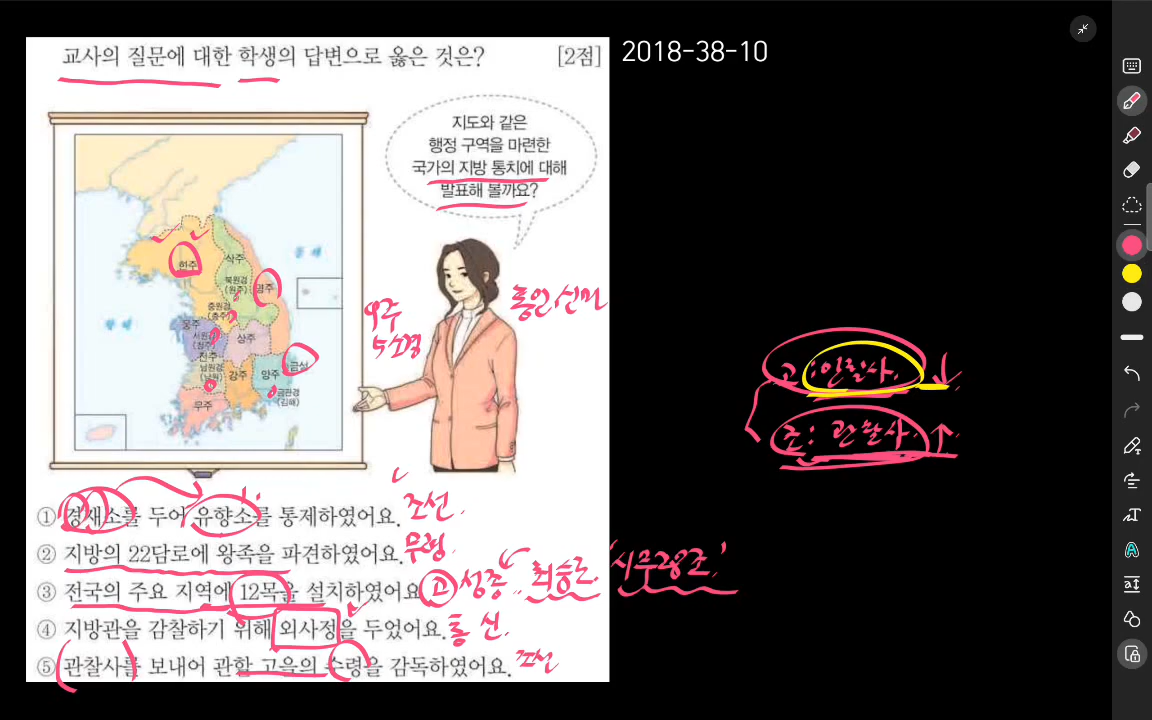 교사의 질문에 대한 학생의 답변으로 옳은 것은? [2점]
2018-38-10
지도와 같은
행정 구역을 마련한
국가의 지방 통치에 대해
발표해 볼까요?
동 해
황 해
한주
삭주
북원경
(원주)
명주
중원경
(충주)
웅주
서원경
(청주)
상주
전주
남원경
(남원)
강주
양주
금성
금관경
(김해)
무주
9주
5소경
통일신라
고:안찰사 ↓
조: 관찰사 ↑
① 경재소를 두어 유향소를 통제하였어요. 조선.
② 지방의 22담로에 왕족을 파견하였어요. 무령.
③ 전국의 주요 지역에 12목을 설치하였어요 고 성종. 최승로. '시무28조'
④ 지방관을 감찰하기 위해 외사정을 두었어요. 통신.
⑤ 관찰사를 보내어 관할 고을의 수령을 감독하였어요. 조선